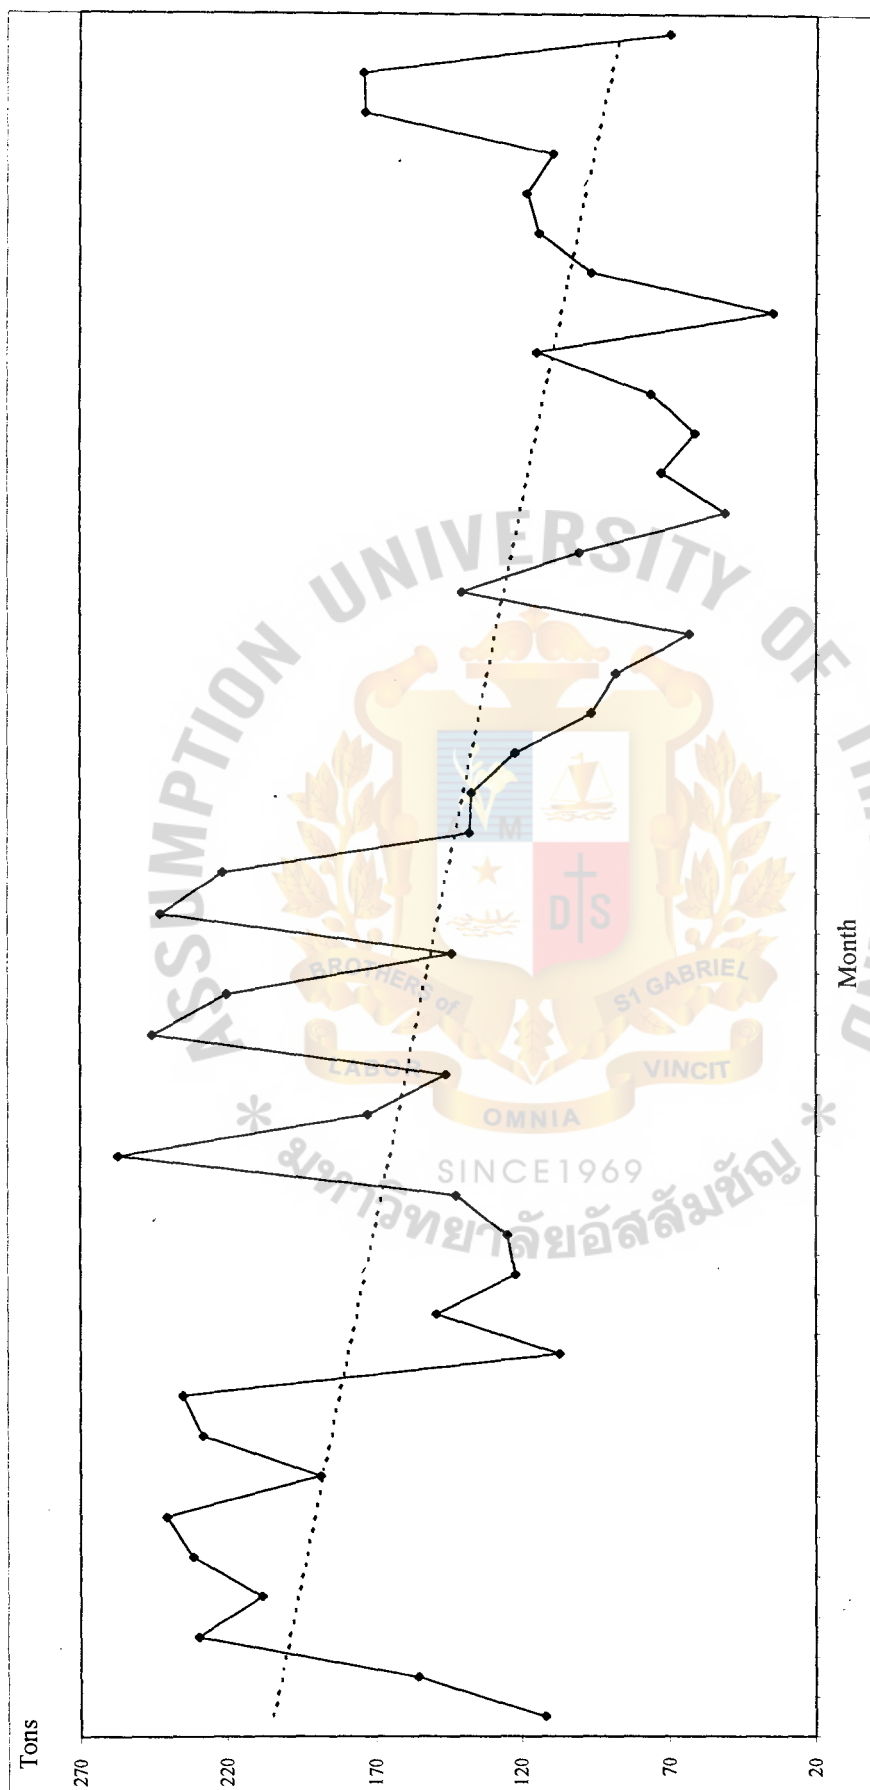 Tons
270
220
170
120
70
20
Month
ASSUMPTION UNIVERSITY OF
BROTHERS of
ST GABRIEL
LABOR
OMNIA
VINCIT
D S
M
SINCE1969
มหาวิทยาลัยอัสสัมชัญ